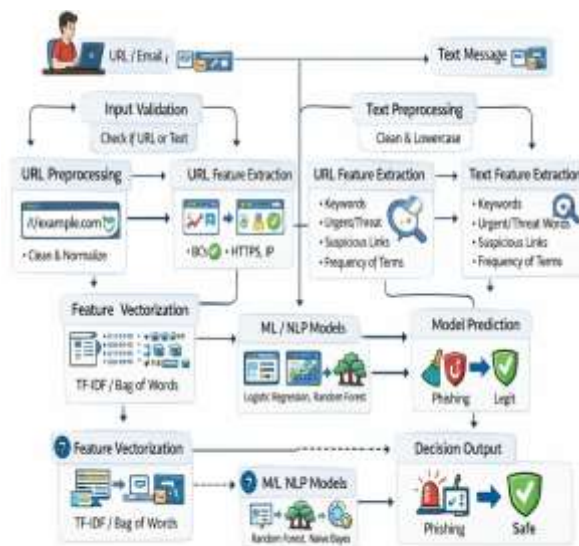 URL / Email
Text Message
Input Validation
Check if URL or Text
Text Preprocessing
Clean & Lowercase
URL Preprocessing
URL Feature Extraction
URL Feature Extraction
Text Feature Extraction
/example.com
• Clean & Normalize
• HTTPS, IP
• Keywords
• Urgent/Threat
• Suspicious Links
• Frequency of Terms
• Keywords
• Urgent/Threat Words
• Suspicious Links
• Frequency of Terms
Feature Vectorization
TF-IDF / Bag of Words
ML / NLP Models
Logistic Regression, Random Forest
Model Prediction
Phishing
Legit
? Feature Vectorization
TF-IDF / Bag of Words
? M/L NLP Models
Random Forest, Naive Bayes
Decision Output
Phishing
Safe